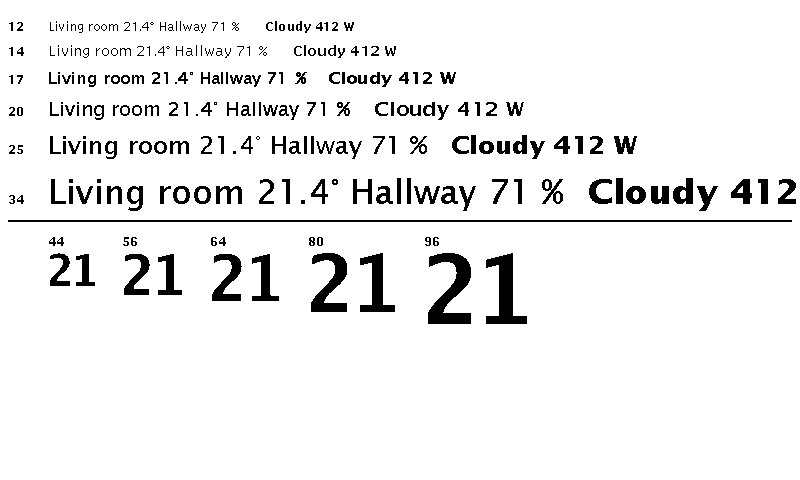 12 Living room 21.4° Hallway 71 % Cloudy 412 W
14 Living room 21.4° Hallway 71 % Cloudy 412 W
17 Living room 21.4° Hallway 71 % Cloudy 412 W
20 Living room 21.4° Hallway 71 % Cloudy 412 W
25 Living room 21.4° Hallway 71 % Cloudy 412 W
34 Living room 21.4° Hallway 71 % Cloudy 412
44 56 64 80 96
21 21 21 21 21